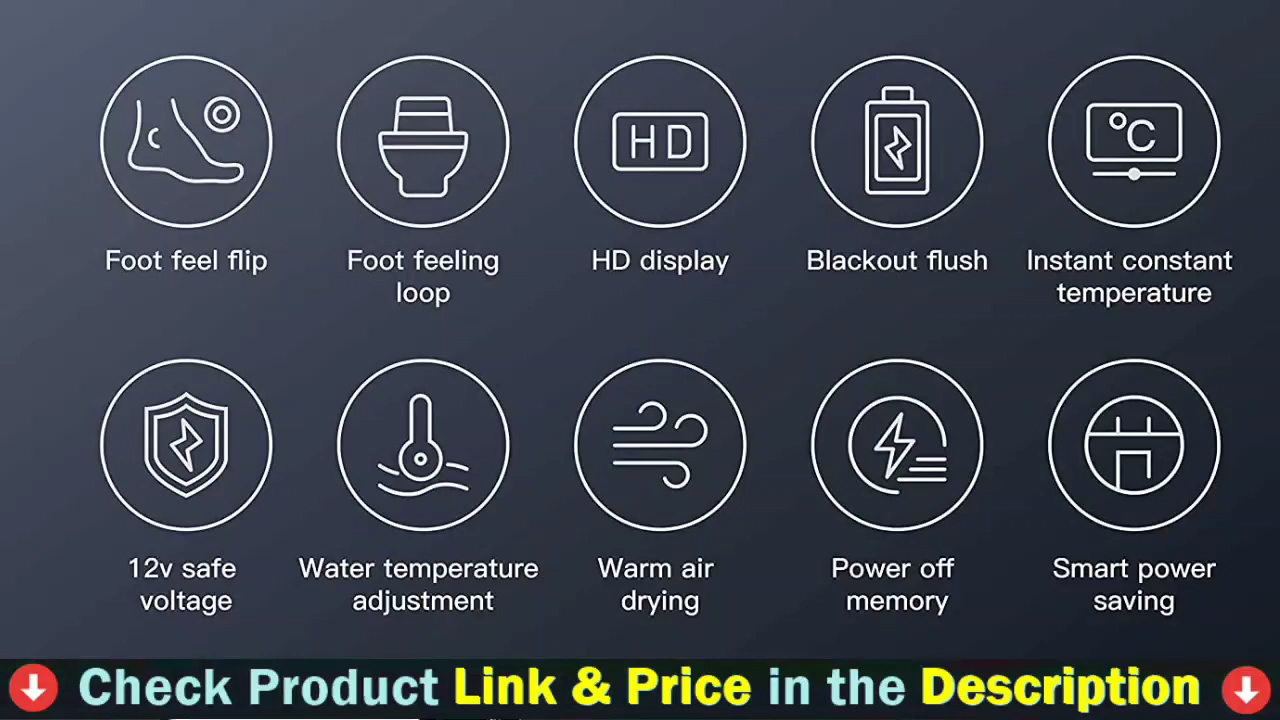 HD
°C
Foot feel flip
Foot feeling
loop
HD display
Blackout flush
Instant constant
temperature
12v safe
voltage
Water temperature
adjustment
Warm air
drying
Power off
memory
Smart power
saving
Check Product Link & Price in the Description